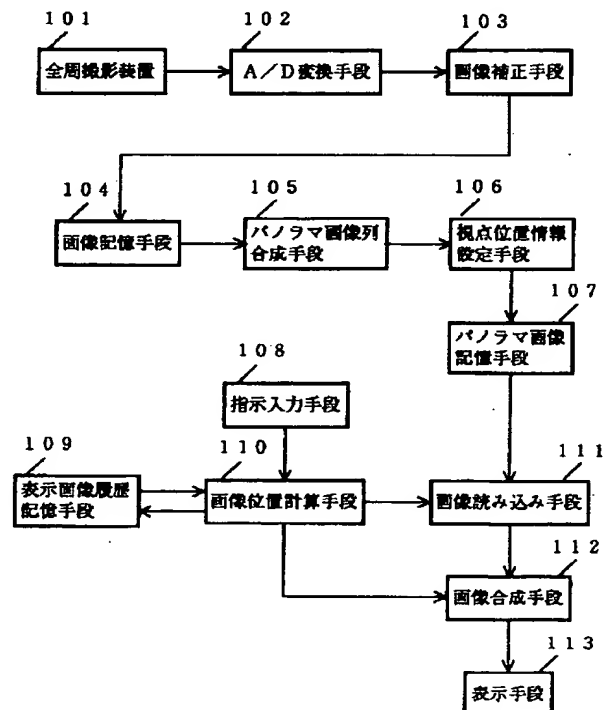 101
102
103
全周撮影装置
A/D変換手段
画像補正手段
104
105
106
画像記憶手段
パノラマ画像列
合成手段
視点位置情報
設定手段
107
パノラマ画像
記憶手段
108
指示入力手段
109
110
111
表示画像履歴
記憶手段
画像位置計算手段
画像読み込み手段
112
画像合成手段
113
表示手段